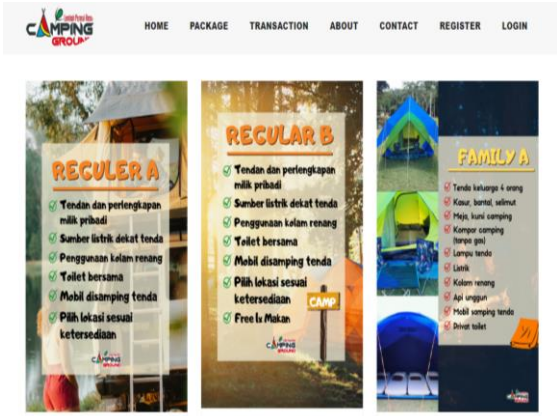 CAMPING
GROUND
HOME PACKAGE TRANSACTION ABOUT CONTACT REGISTER LOGIN
REGULER A
Tendan dan perlengkapan
milik pribadi
Sumber listrik dekat tenda
Penggunaan kolam renang
Toilet bersama
Mobil disamping tenda
Pilih lokasi sesuai
ketersediaan
CAMPING
GROUND
REGULAR B
Tendan dan perlengkapan
milik pribadi
Sumber listrik dekat tenda
Penggunaan kolam renang
Toilet bersama
Mobil disamping tenda
Pilih lokasi sesuai
ketersediaan
Free 1x Makan
CAMP
CAMPING
GROUND
FAMILY A
Tenda keluarga 4 orang
Kasur, bantal, selimut
Meja, kursi camping
Kompor camping
(tanpa gas)
Lampu tenda
Listrik
Kolam renang
Api unggun
Mobil samping tenda
Privat toilet